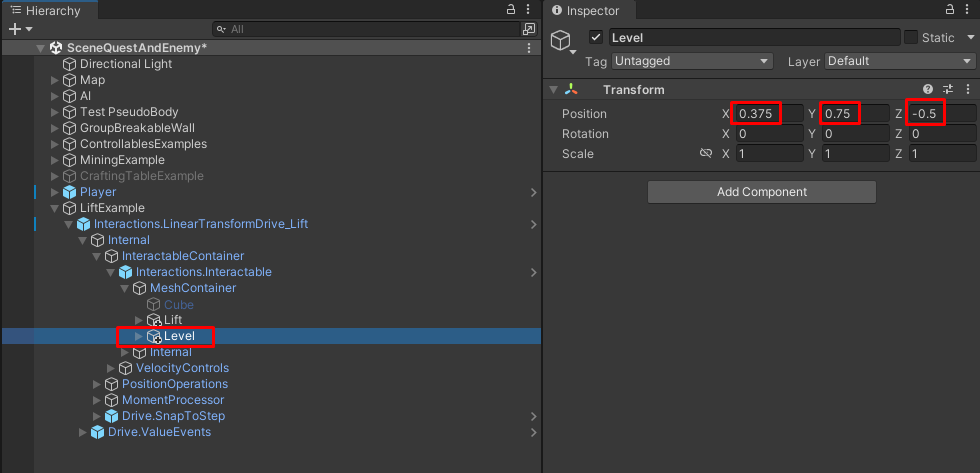 Hierarchy
All
SceneQuestAndEnemy*
Directional Light
Map
AI
Test PseudoBody
GroupBreakableWall
ControllablesExamples
MiningExample
CraftingTableExample
Player
LiftExample
Interactions.LinearTransformDrive_Lift
Internal
InteractableContainer
Interactions.Interactable
MeshContainer
Cube
Lift
Level
Internal
VelocityControls
PositionOperations
MomentProcessor
Drive.SnapToStep
Drive.ValueEvents
Inspector
Level Static
Tag Untagged Layer Default
Transform
Position X 0.375 Y 0.75 Z -0.5
Rotation X 0 Y 0 Z 0
Scale X 1 Y 1 Z 1
Add Component